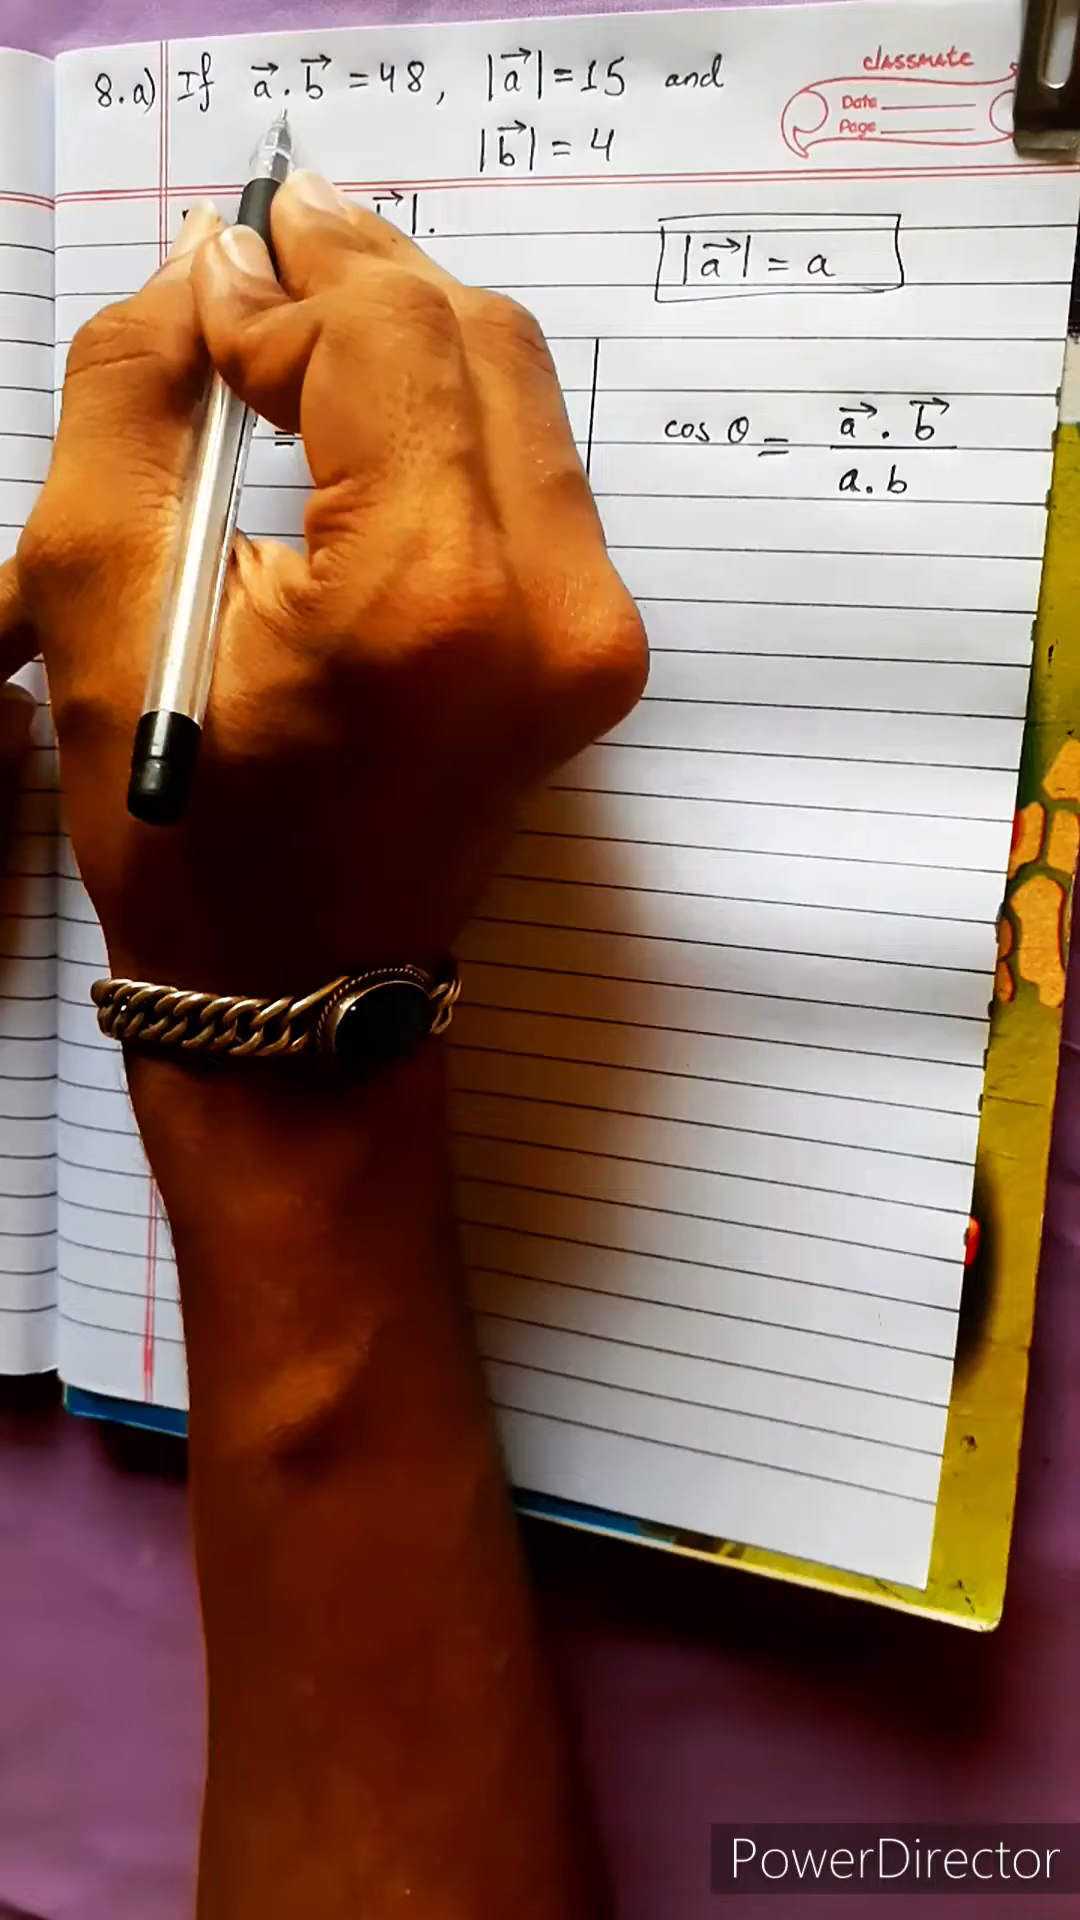 8.a) If a⃗ . b⃗ = 48, |a⃗| = 15 and
|b⃗| = 4
classmate
Date
Page
⃗|.
|a⃗| = a
=
cos θ = a⃗ . b⃗
a . b
PowerDirector